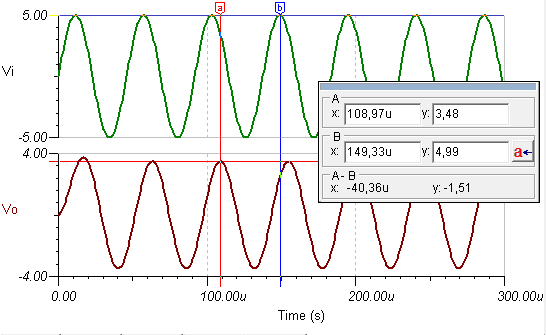 5.00
a
b
Vi
-5.00
A
x: 108,97u y: 3,48
B
x: 149,33u y: 4,99 a←
A - B
x: -40,36u y: -1,51
4.00
Vo
-4.00
0.00 100.00u 200.00u 300.00u
Time (s)